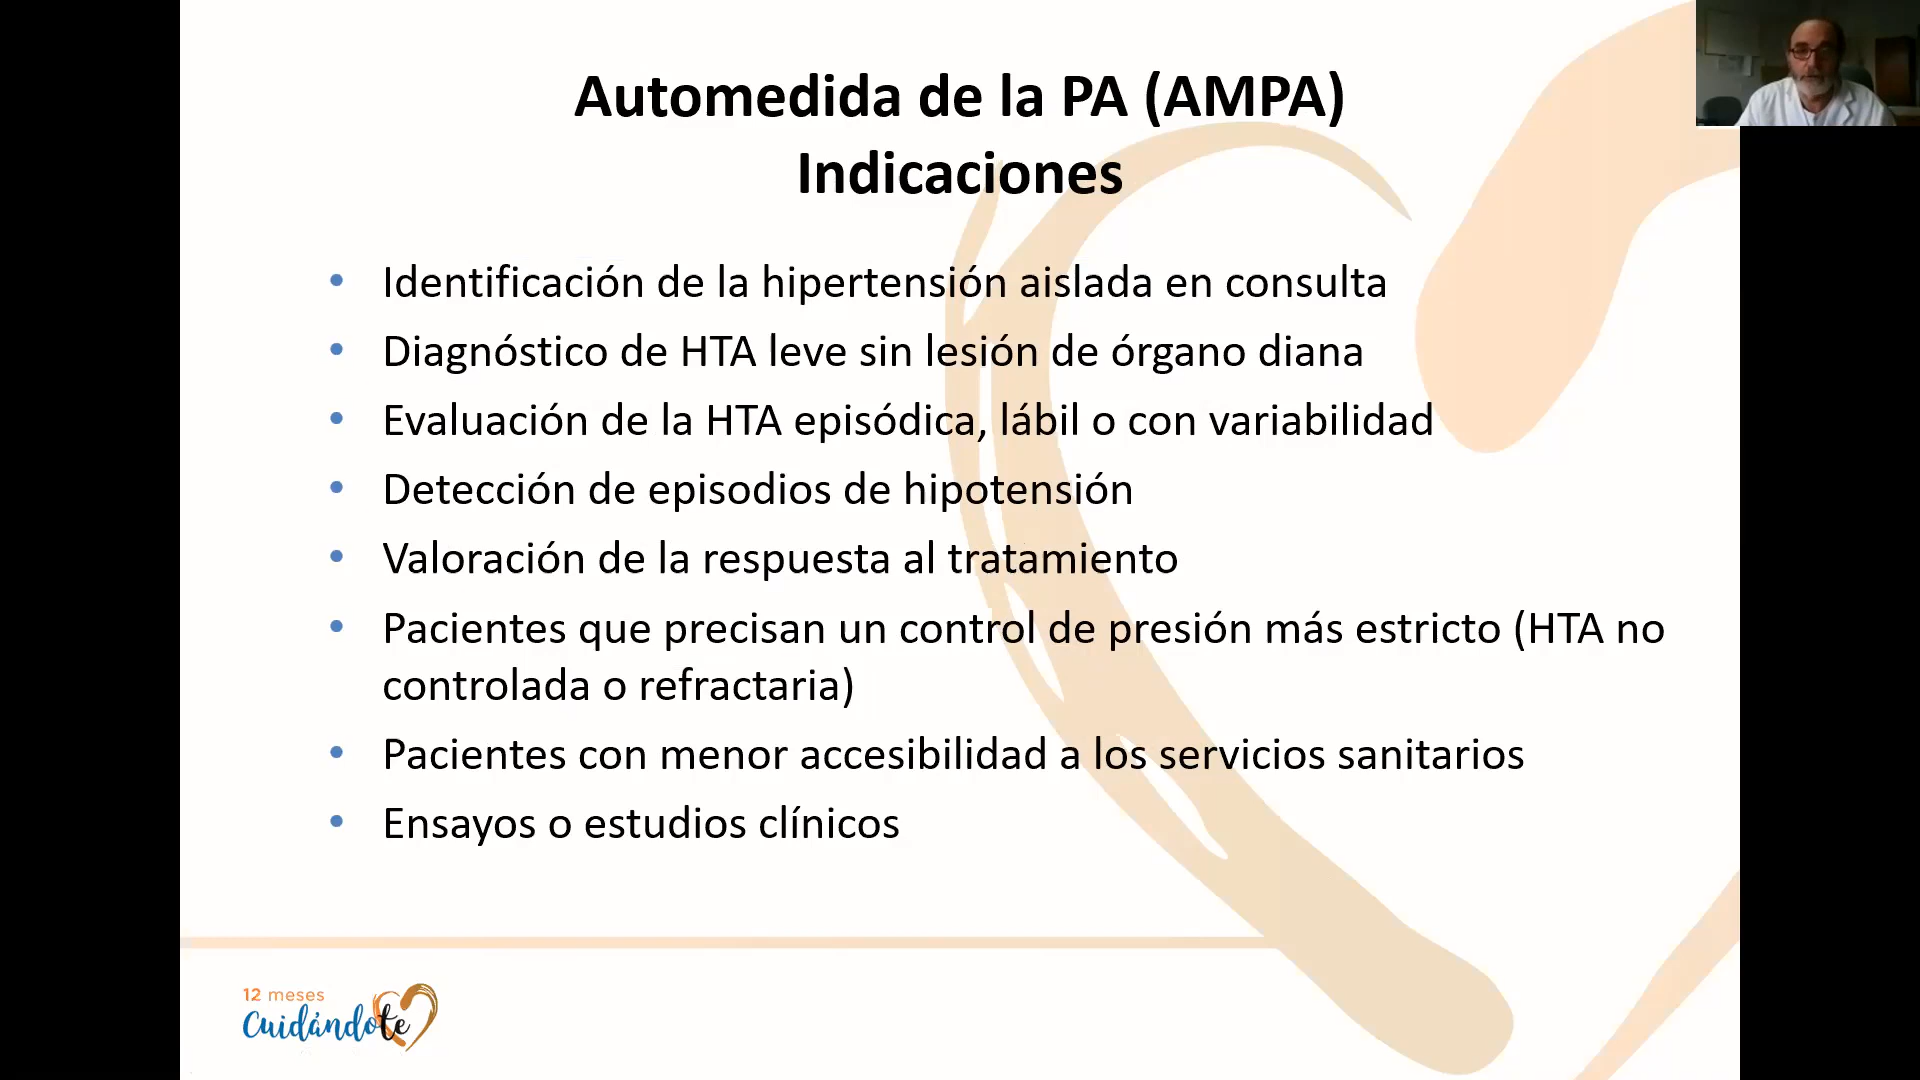 Automedida de la PA (AMPA)
Indicaciones
• Identificación de la hipertensión aislada en consulta
• Diagnóstico de HTA leve sin lesión de órgano diana
• Evaluación de la HTA episódica, lábil o con variabilidad
• Detección de episodios de hipotensión
• Valoración de la respuesta al tratamiento
• Pacientes que precisan un control de presión más estricto (HTA no
controlada o refractaria)
• Pacientes con menor accesibilidad a los servicios sanitarios
• Ensayos o estudios clínicos
12 meses
Cuidándote